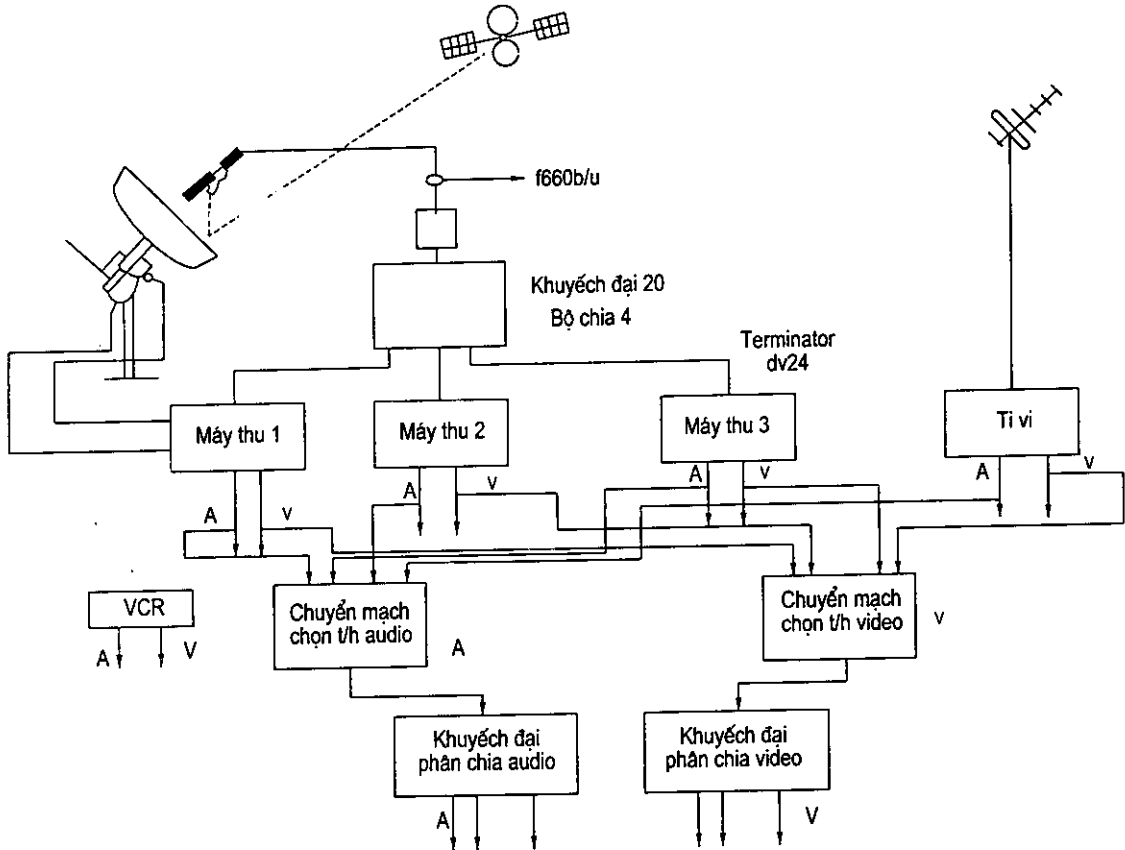 f660b/u
Khuyếch đại 20
Bộ chia 4
Terminator
dv24
Máy thu 1
Máy thu 2
Máy thu 3
Ti vi
A
v
A
v
A
v
A
v
VCR
A
V
Chuyển mạch
chọn t/h audio
A
Chuyển mạch
chọn t/h video
v
Khuyếch đại
phân chia audio
Khuyếch đại
phân chia video
A
V